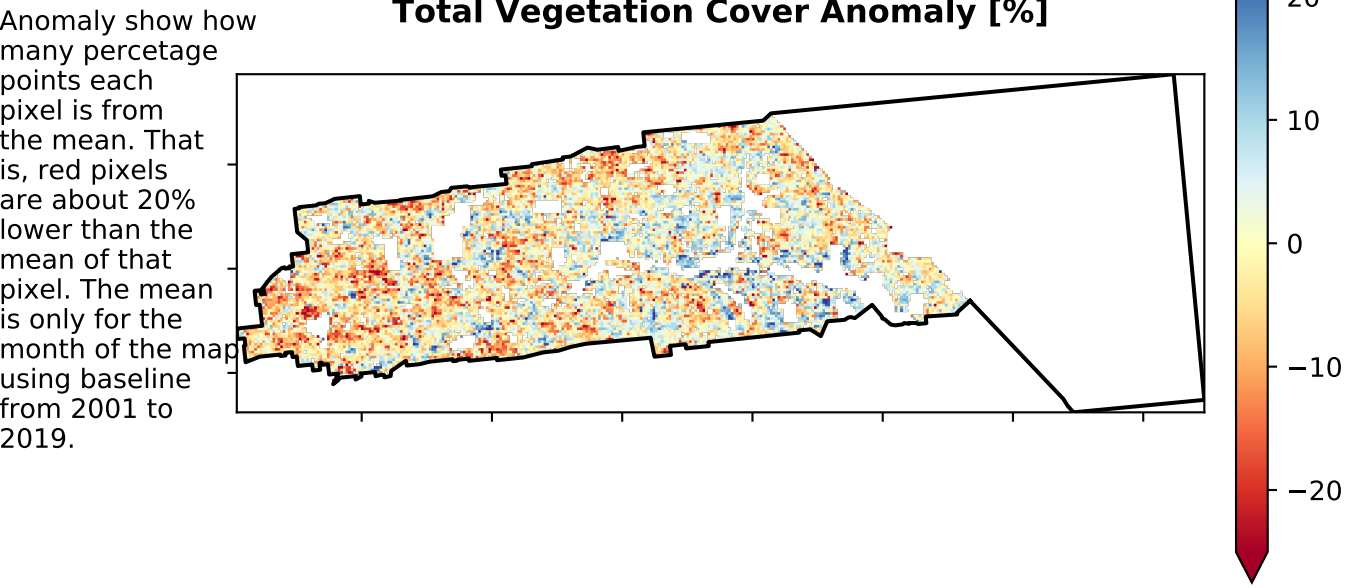 Total Vegetation Cover Anomaly [%]
Anomaly show how
many percetage
points each
pixel is from
the mean. That
is, red pixels
are about 20%
lower than the
mean of that
pixel. The mean
is only for the
month of the map
using baseline
from 2001 to
2019.
20
10
0
−10
−20